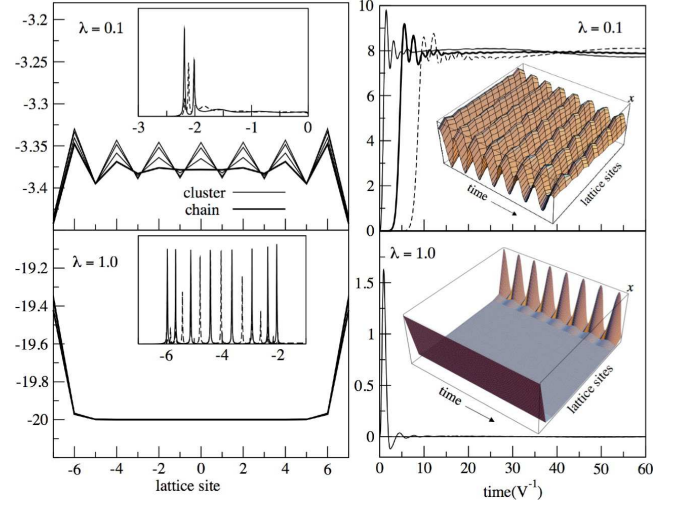 -3.2
-3.25
-3.3
-3.35
-3.4
λ = 0.1
-3 -2 -1 0
cluster
chain
-19.2
-19.4
-19.6
-19.8
-20
λ = 1.0
-6 -4 -2
-6 -4 -2 0 2 4 6
lattice site
10
8
6
4
2
0
λ = 0.1
x
time
lattice sites
1.5
1
0.5
0
λ = 1.0
x
time
lattice sites
0 10 20 30 40 50 60
time(V⁻¹)